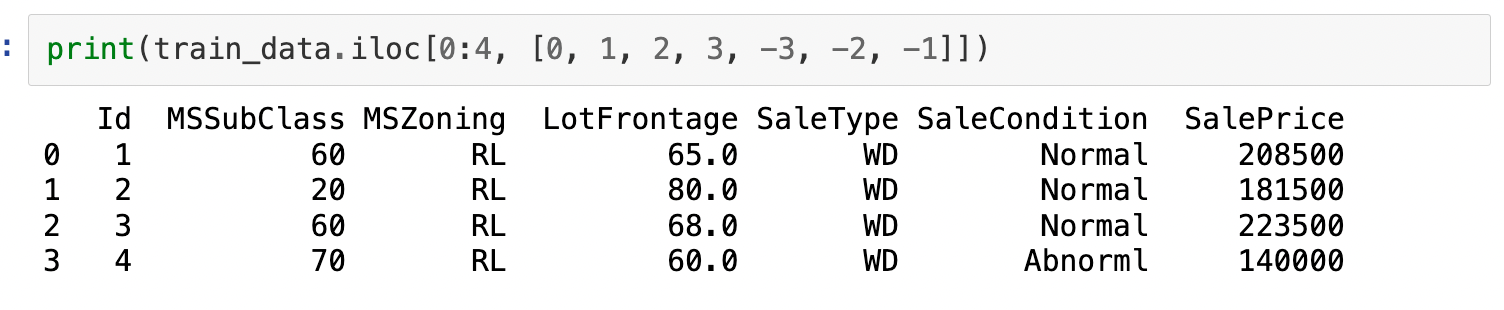 :
print(train_data.iloc[0:4, [0, 1, 2, 3, -3, -2, -1]])
Id MSSubClass MSZoning LotFrontage SaleType SaleCondition SalePrice
0 1 60 RL 65.0 WD Normal 208500
1 2 20 RL 80.0 WD Normal 181500
2 3 60 RL 68.0 WD Normal 223500
3 4 70 RL 60.0 WD Abnorml 140000